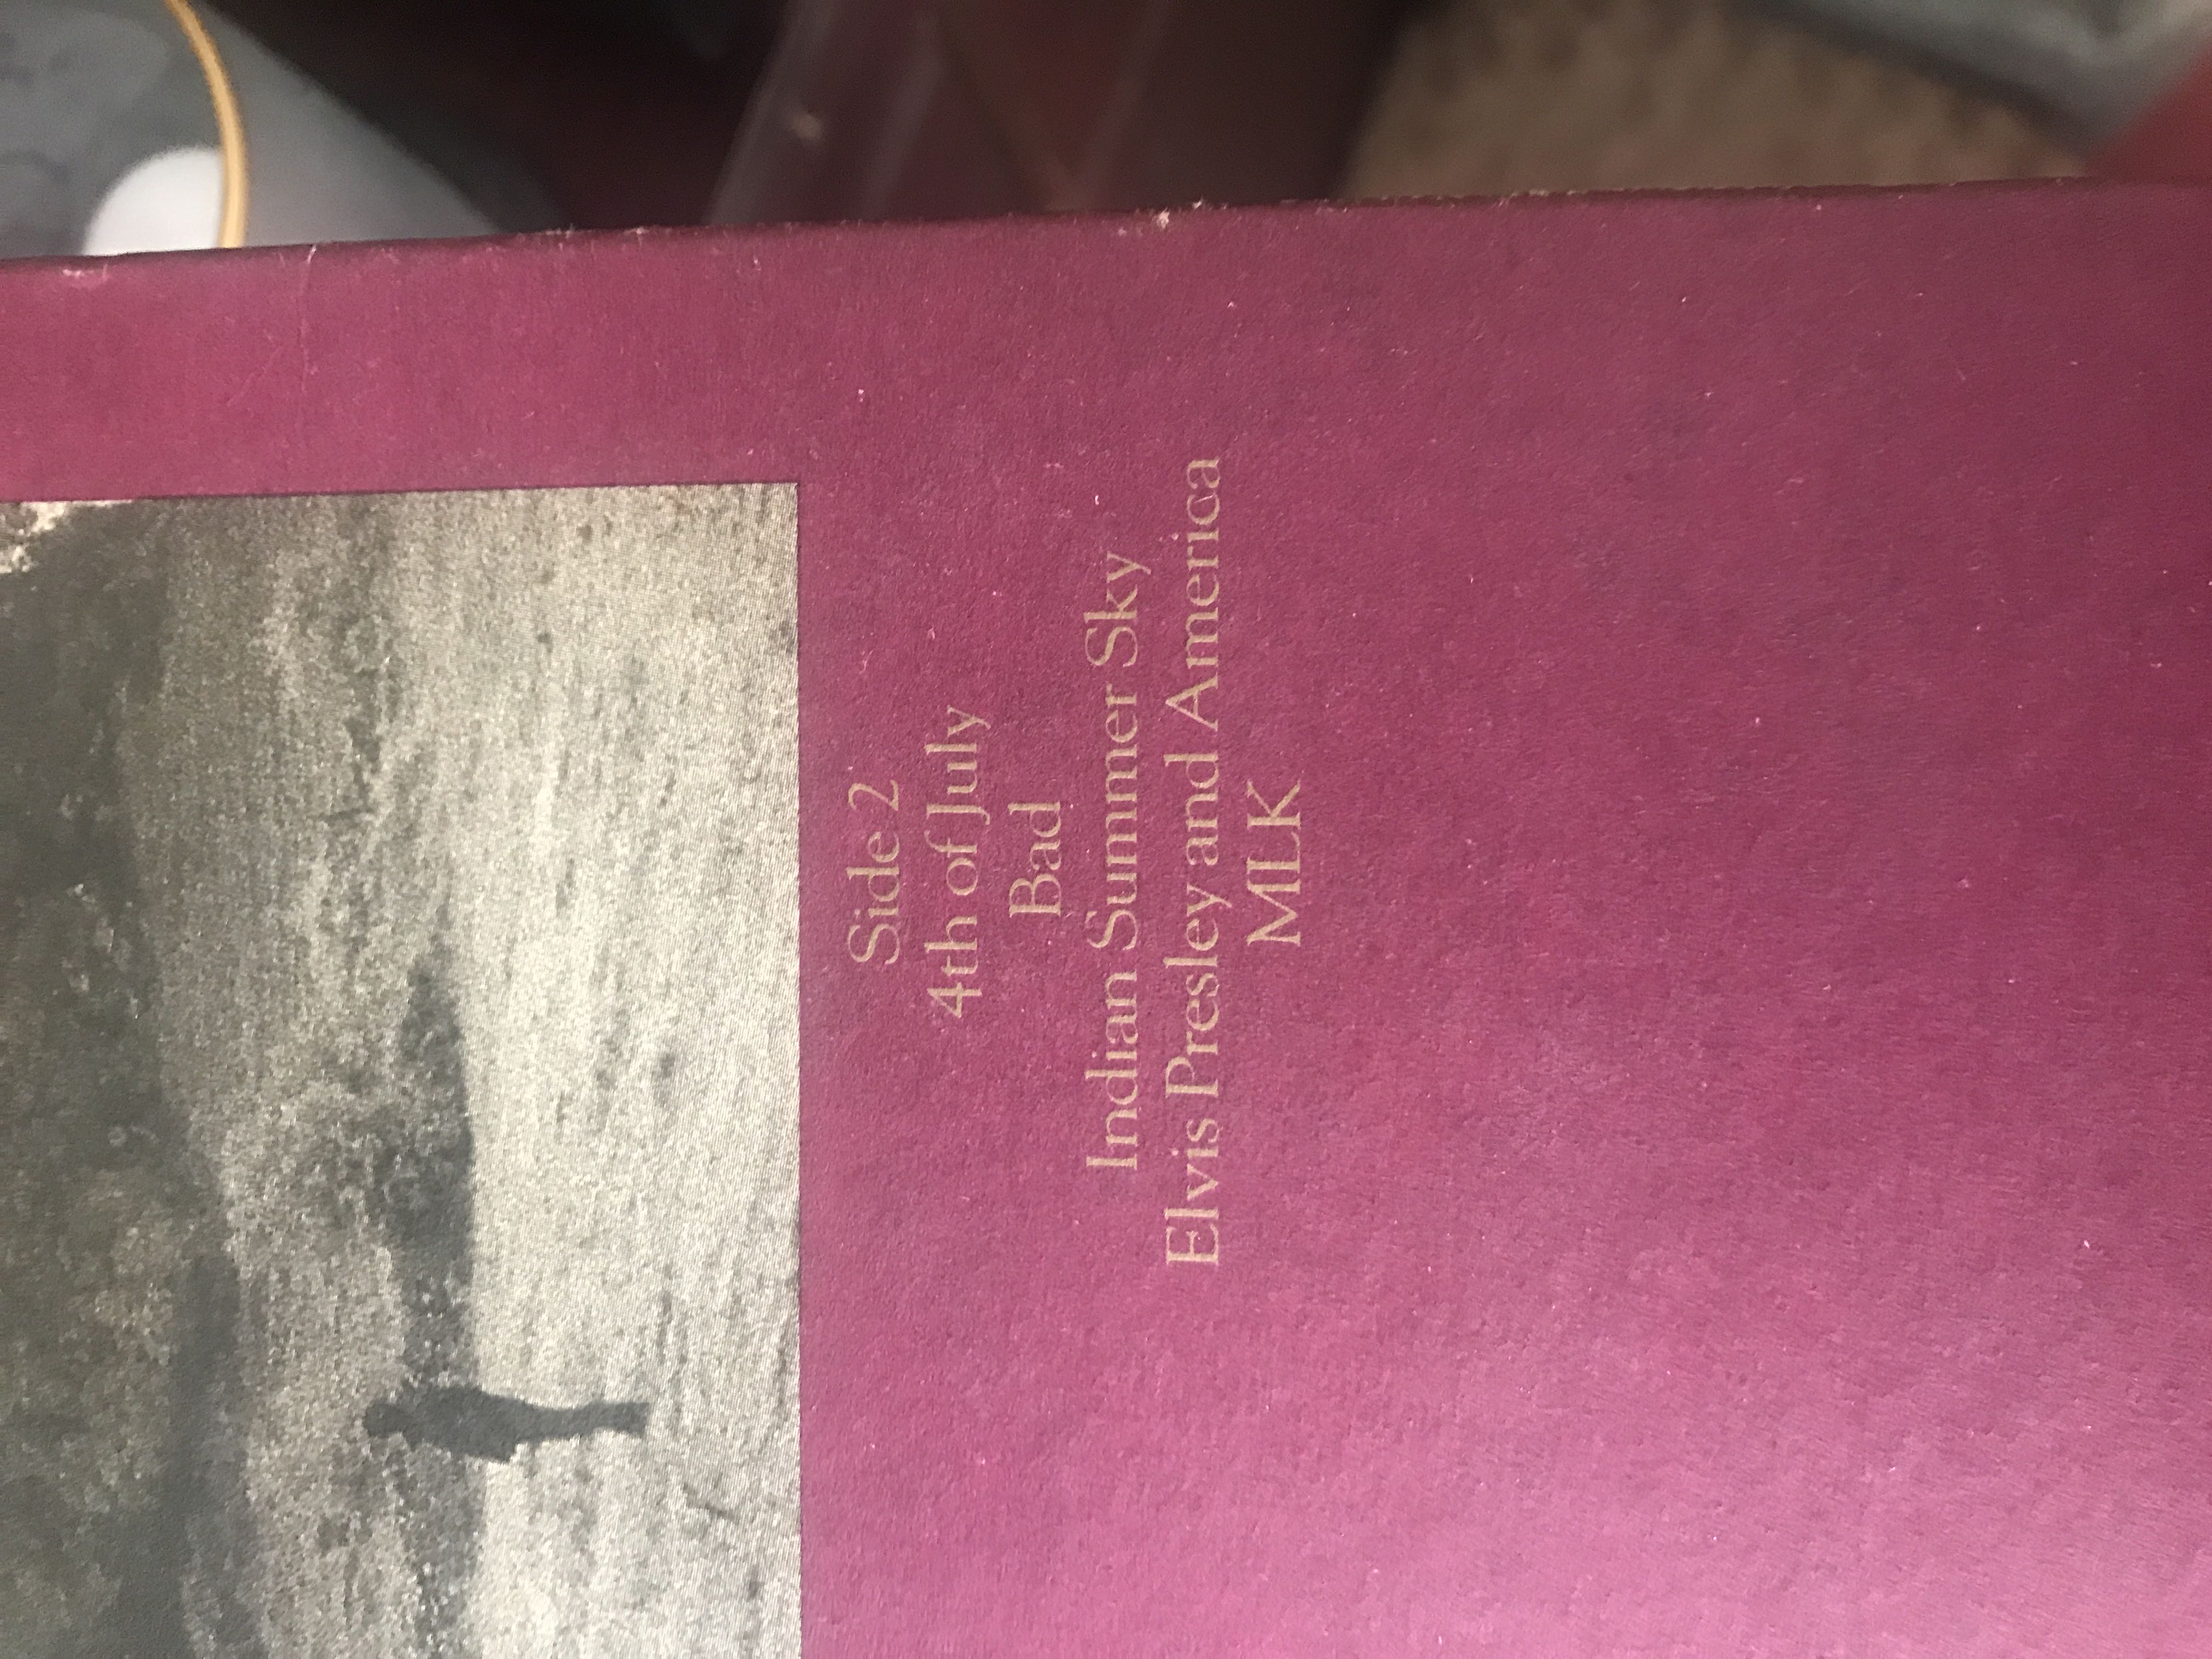 Side 2
4th of July
Bad
Indian Summer Sky
Elvis Presley and America
MLK